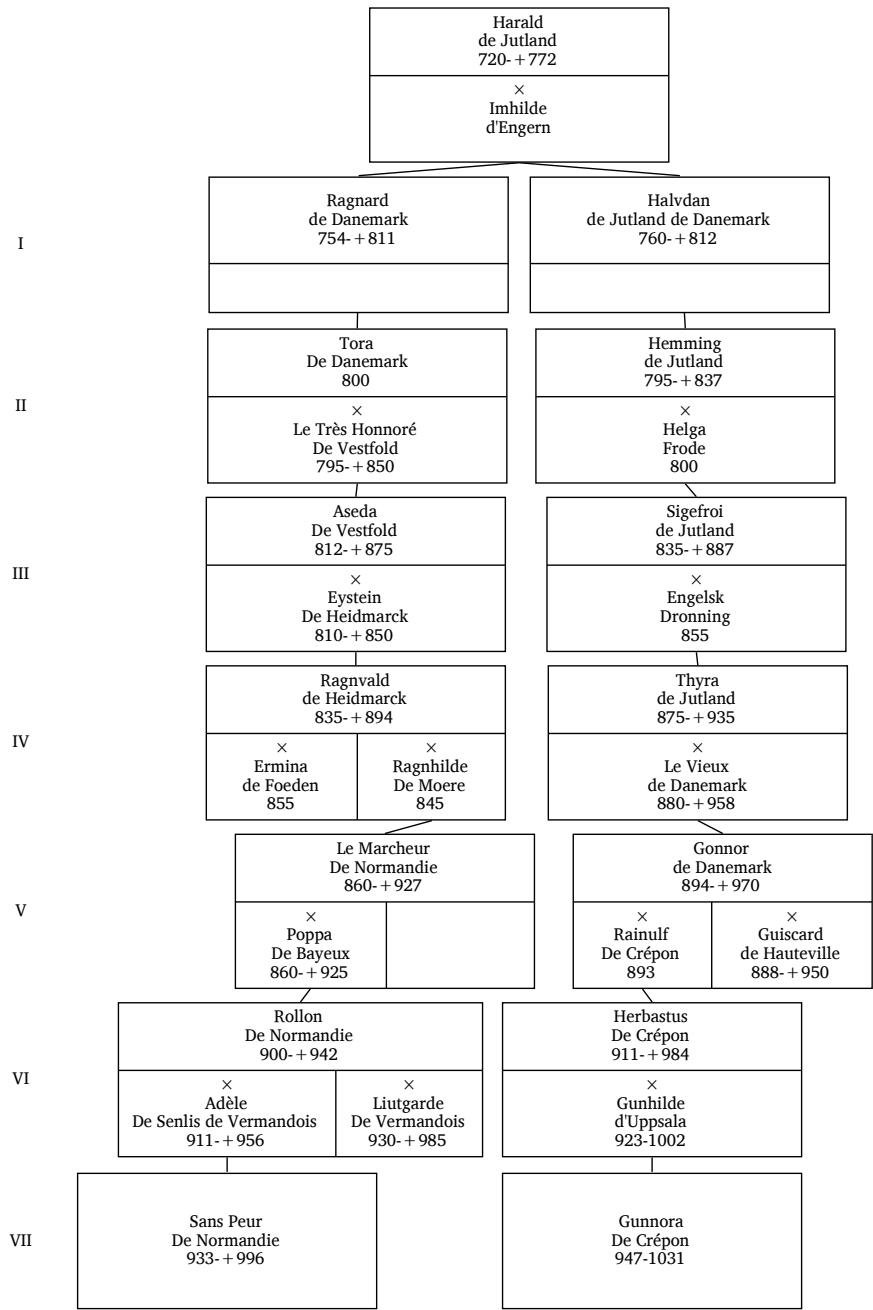 Harald
de Jutland
720-+772
×
Imhilde
d'Engern
I
Ragnard
de Danemark
754-+811
Halvdan
de Jutland de Danemark
760-+812
II
Tora
De Danemark
800
×
Le Très Honnoré
De Vestfold
795-+850
Hemming
de Jutland
795-+837
×
Helga
Frode
800
III
Aseda
De Vestfold
812-+875
×
Eystein
De Heidmarck
810-+850
Sigefroi
de Jutland
835-+887
×
Engelsk
Dronning
855
IV
Ragnvald
de Heidmarck
835-+894
×
Ermina
de Foeden
855
×
Ragnhilde
De Moere
845
Thyra
de Jutland
875-+935
×
Le Vieux
de Danemark
880-+958
V
Le Marcheur
De Normandie
860-+927
×
Poppa
De Bayeux
860-+925
Gonnor
de Danemark
894-+970
×
Rainulf
De Crépon
893
×
Guiscard
de Hauteville
888-+950
VI
Rollon
De Normandie
900-+942
×
Adèle
De Senlis de Vermandois
911-+956
×
Liutgarde
De Vermandois
930-+985
Herbastus
De Crépon
911-+984
×
Gunhilde
d'Uppsala
923-1002
VII
Sans Peur
De Normandie
933-+996
Gunnora
De Crépon
947-1031